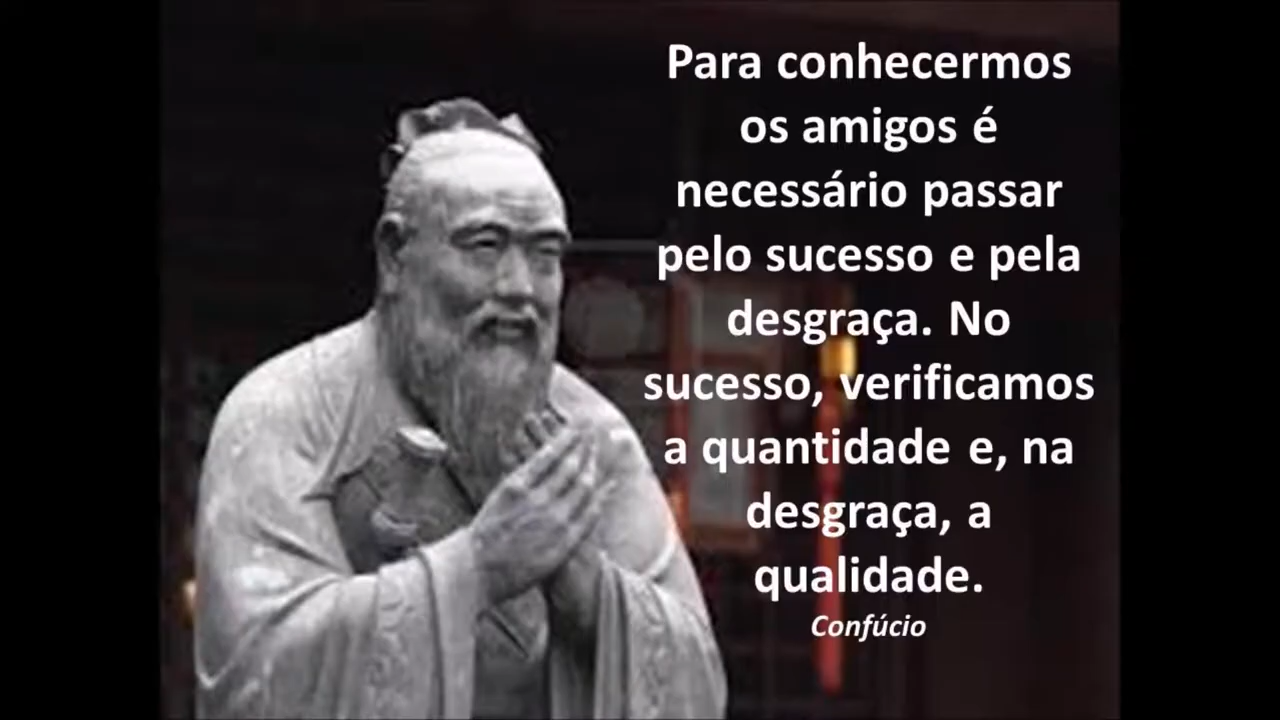 Para conhecermos
os amigos é
necessário passar
pelo sucesso e pela
desgraça. No
sucesso, verificamos
a quantidade e, na
desgraça, a
qualidade.
Confúcio